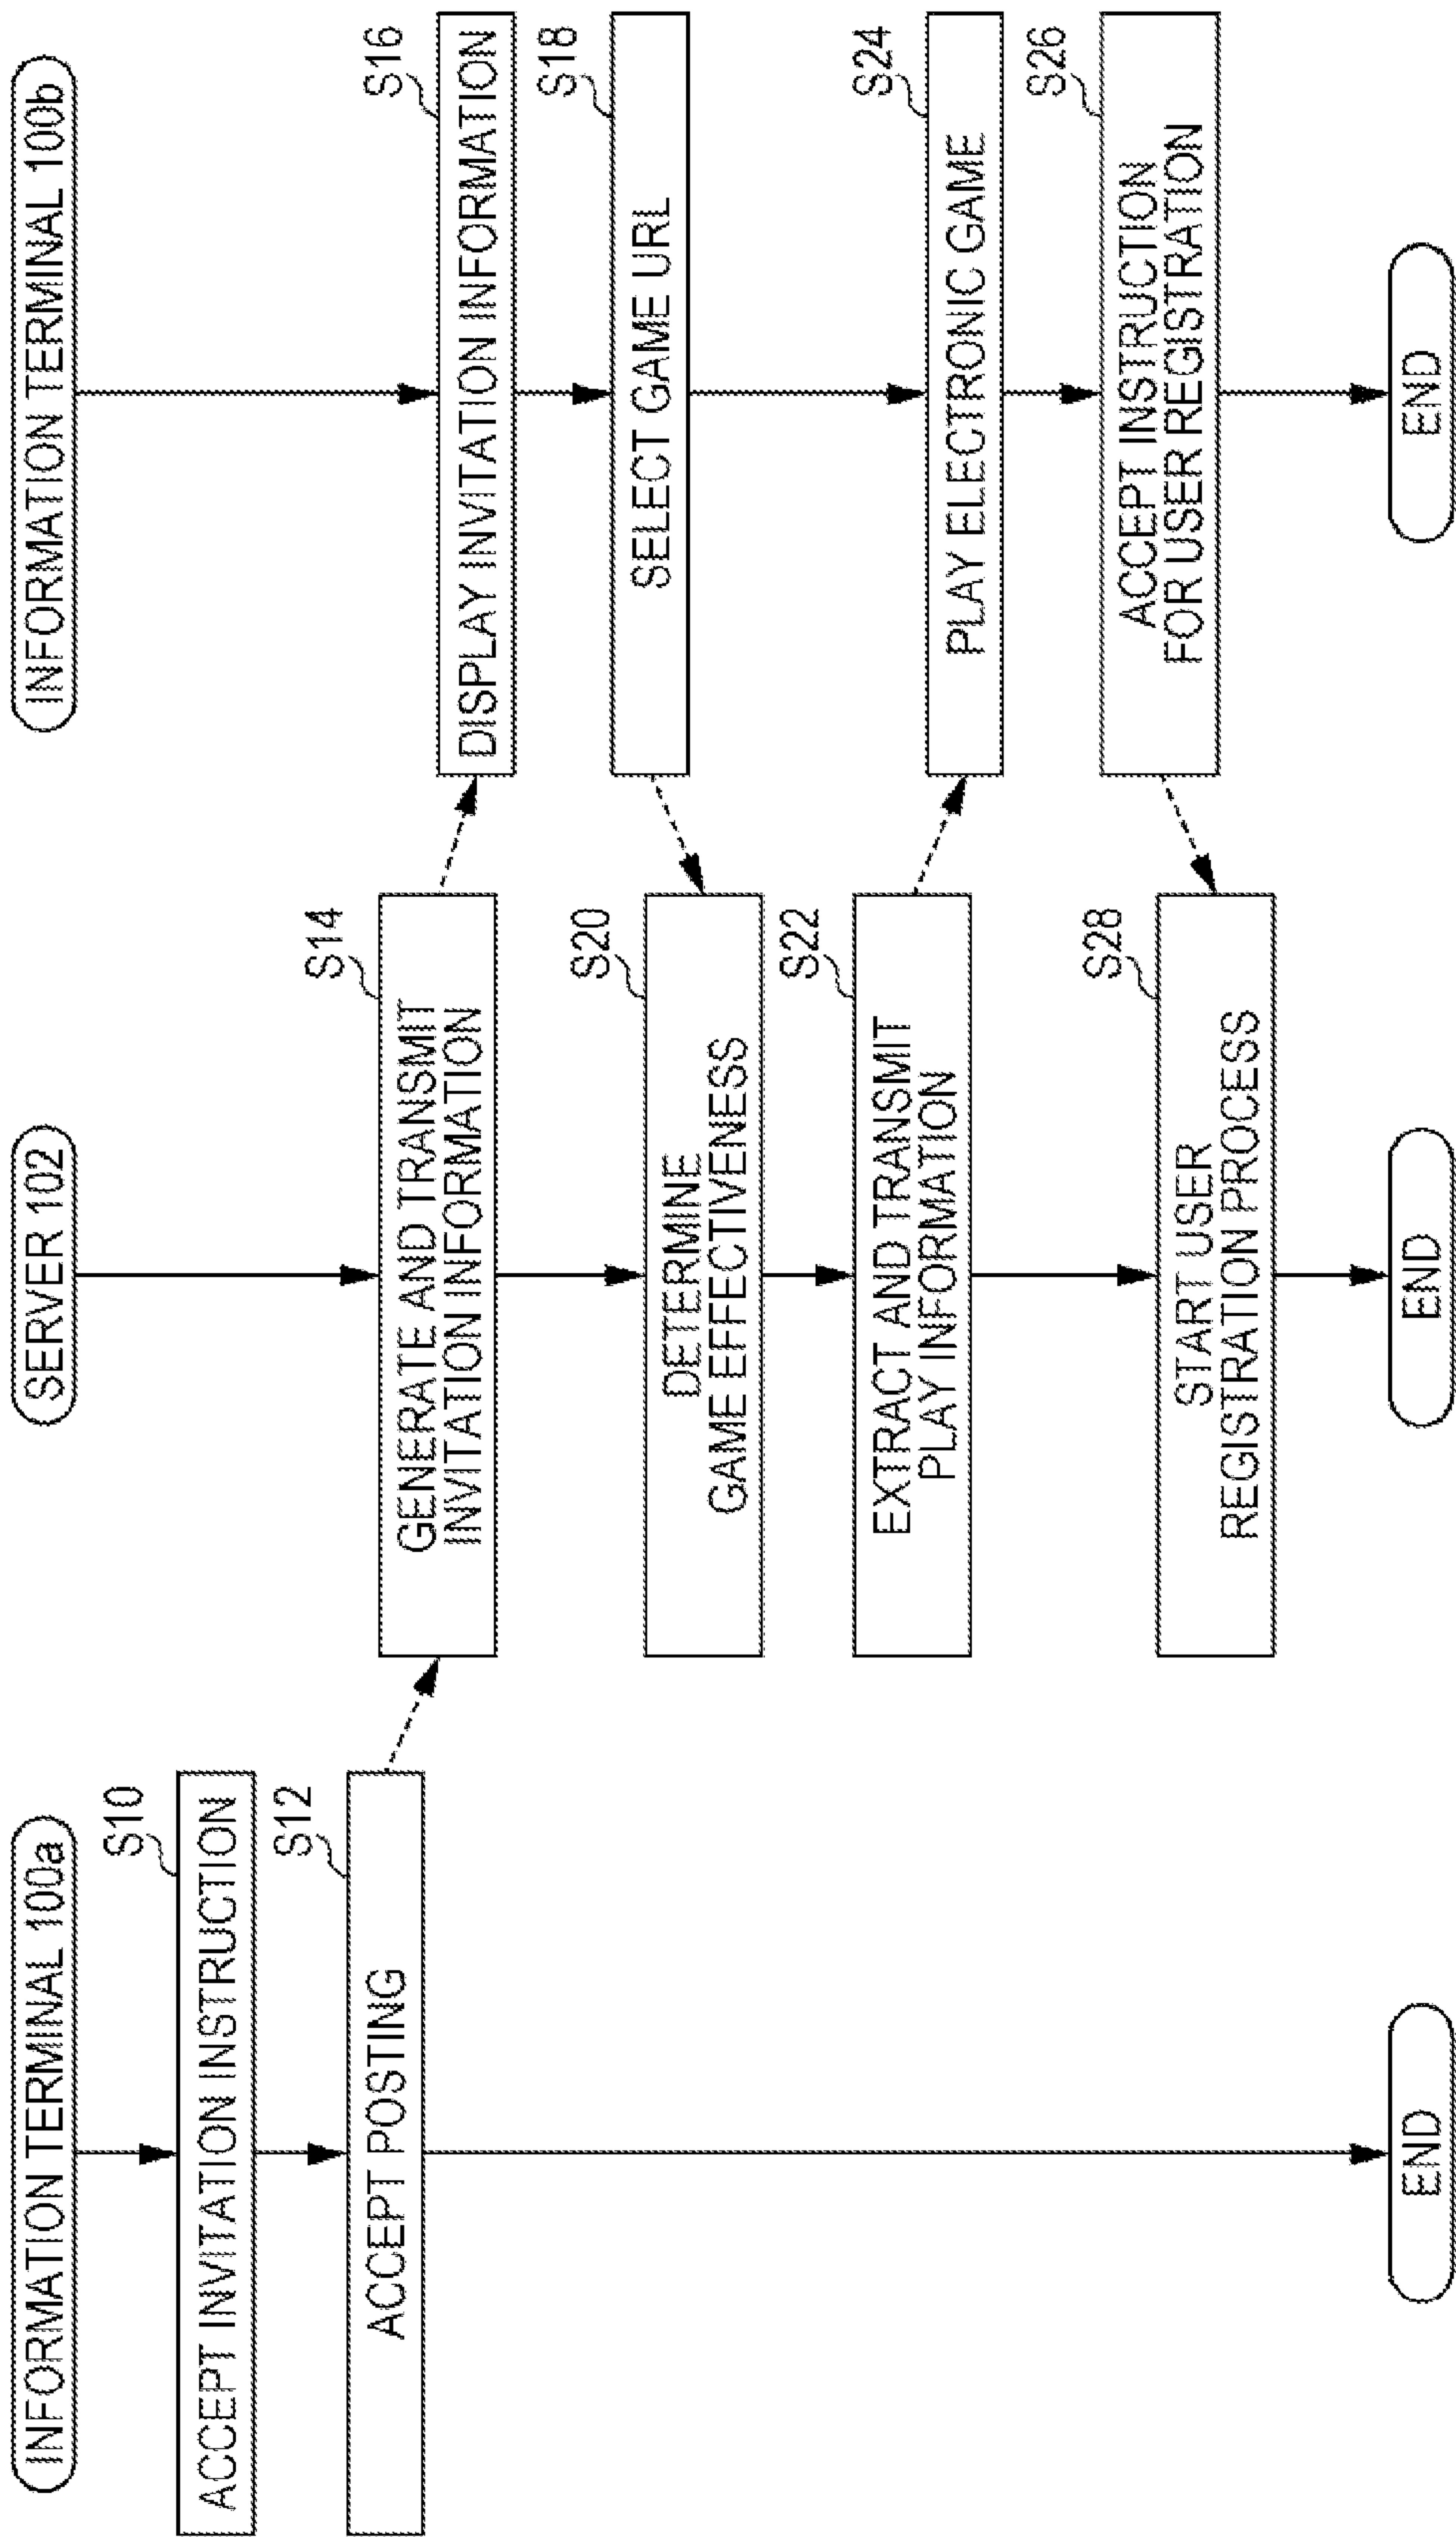 INFORMATION TERMINAL 100a
S10
ACCEPT INVITATION INSTRUCTION
S12
ACCEPT POSTING
END
SERVER 102
S14
GENERATE AND TRANSMIT
INVITATION INFORMATION
S20
DETERMINE
GAME EFFECTIVENESS
S22
EXTRACT AND TRANSMIT
PLAY INFORMATION
S28
START USER
REGISTRATION PROCESS
END
INFORMATION TERMINAL 100b
S16
DISPLAY INVITATION INFORMATION
S18
SELECT GAME URL
S24
PLAY ELECTRONIC GAME
S26
ACCEPT INSTRUCTION
FOR USER REGISTRATION
END